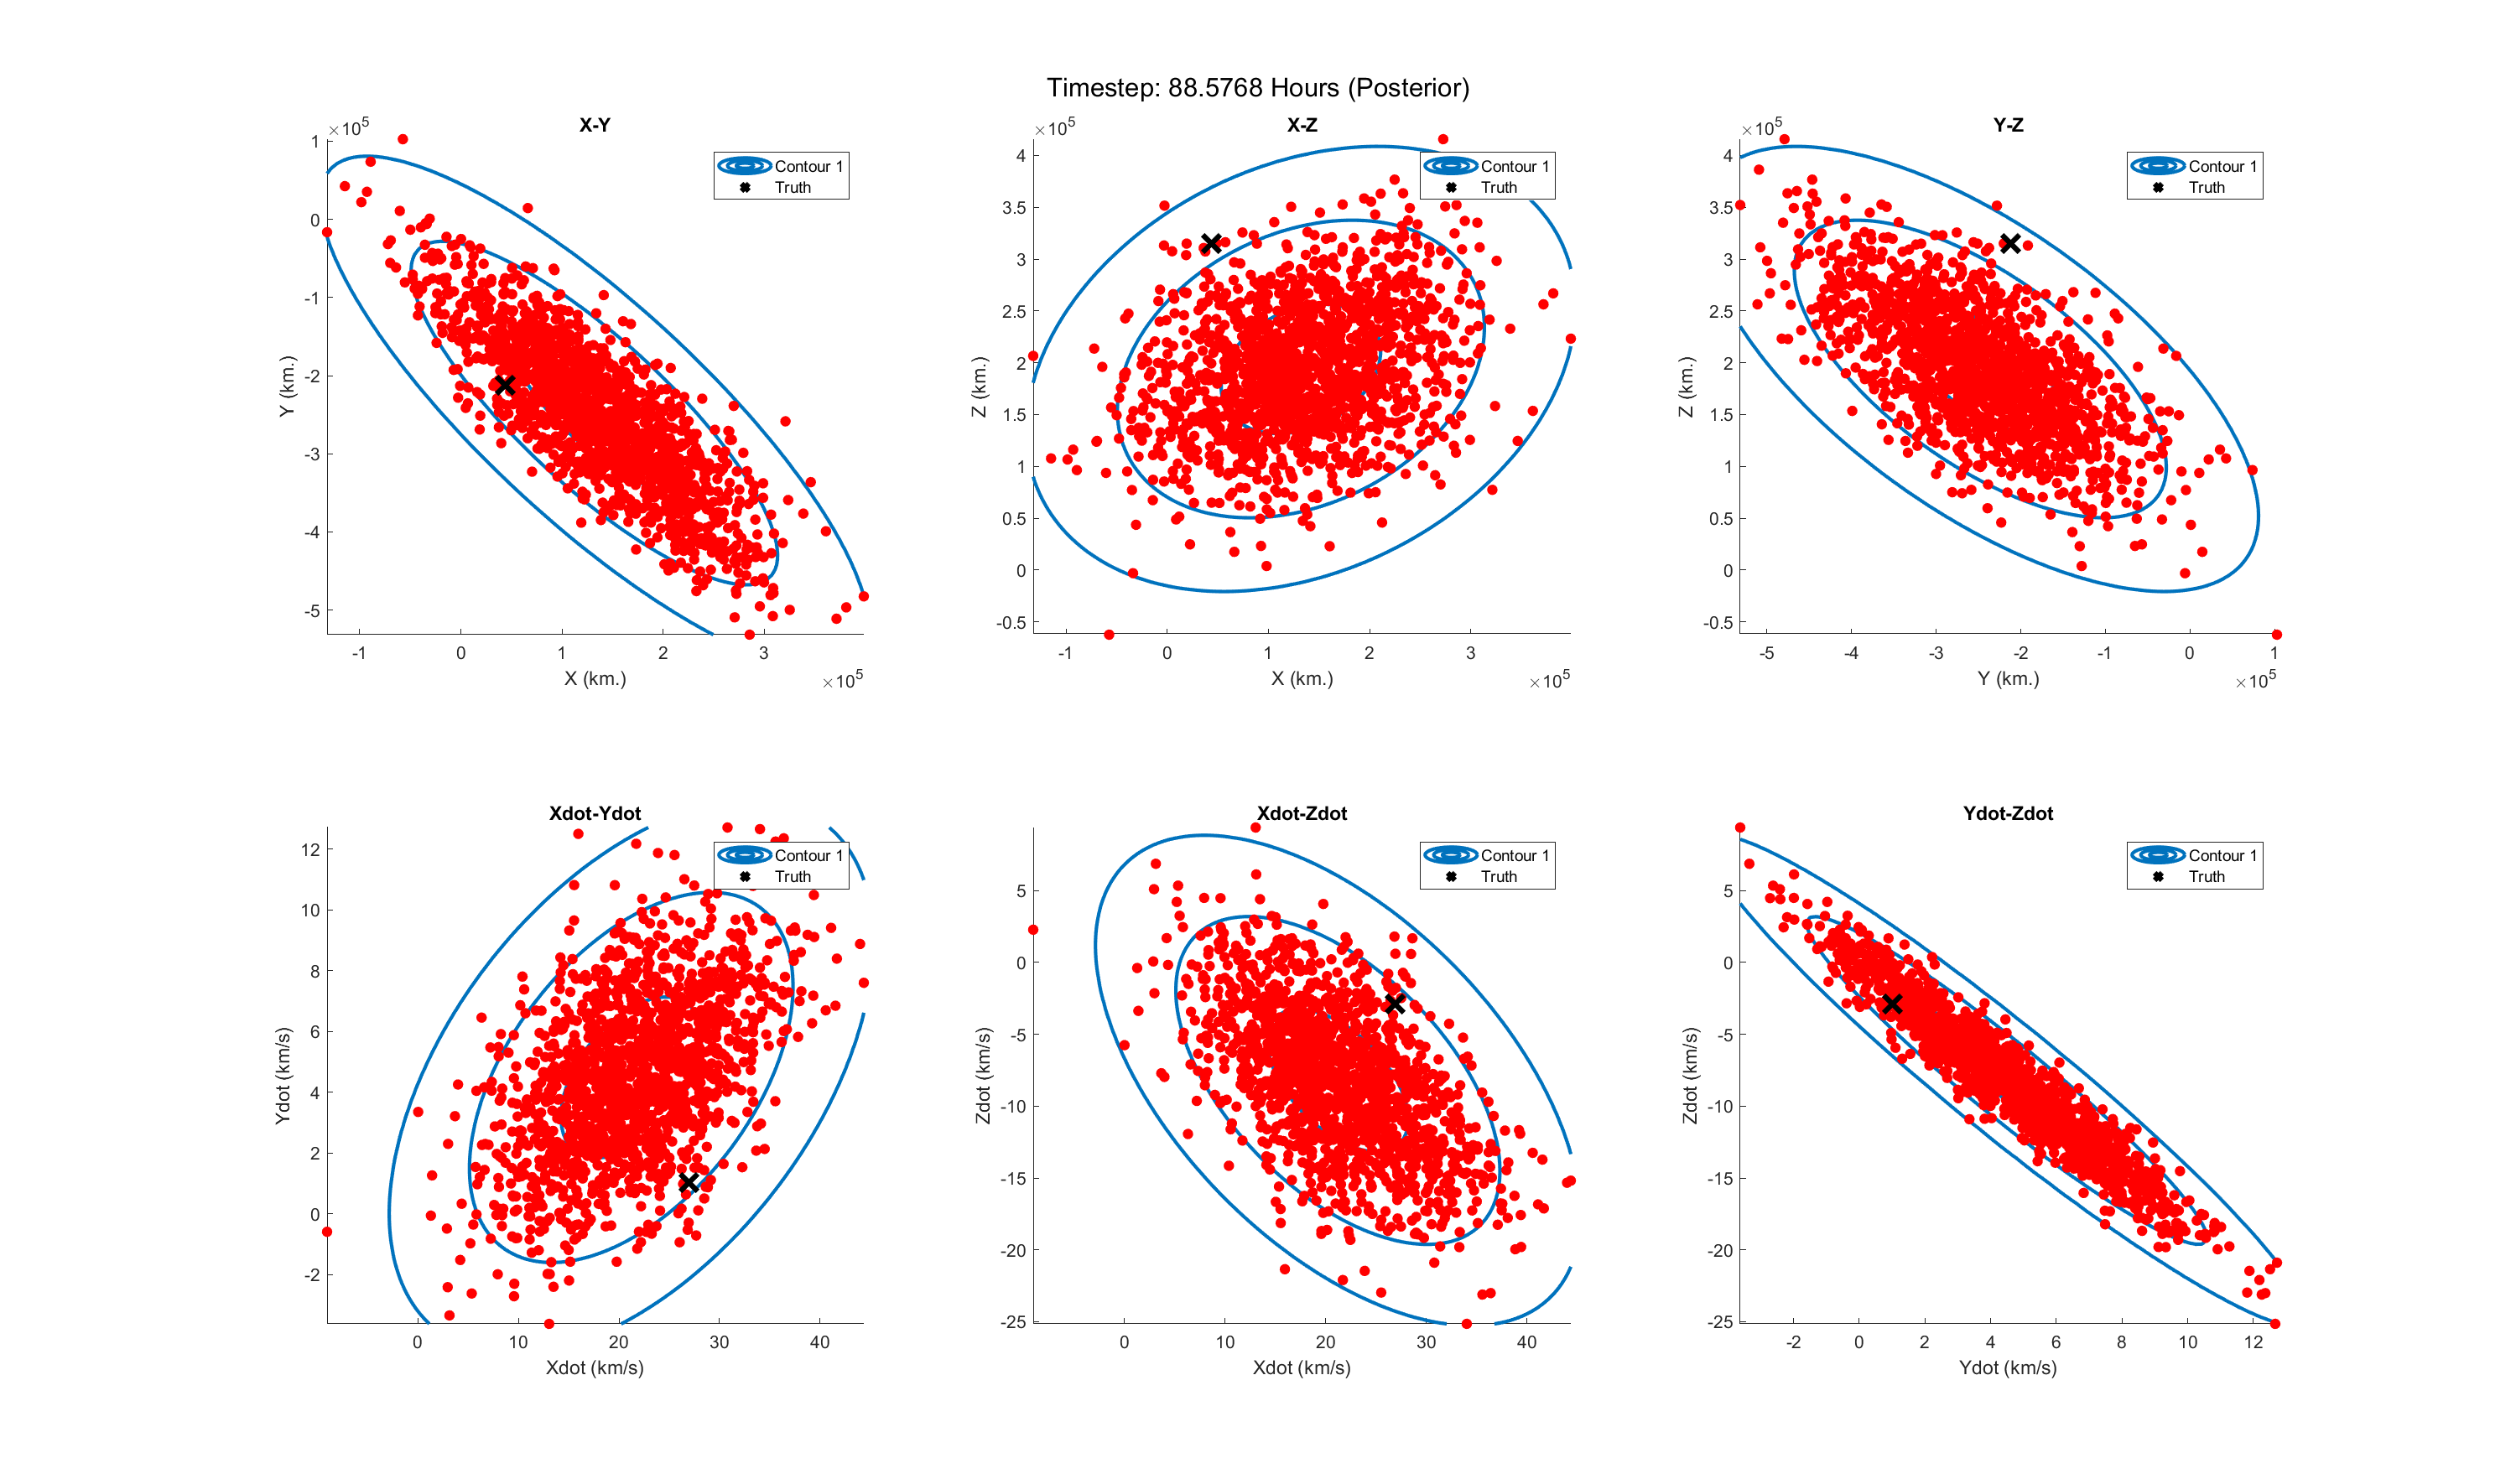 Timestep: 88.5768 Hours (Posterior)
X-Y
×10^5
1
0
-1
-2
-3
-4
-5
Y (km.)
-1 0 1 2 3
X (km.)
×10^5
Contour 1
Truth
X-Z
×10^5
4
3.5
3
2.5
2
1.5
1
0.5
0
-0.5
Z (km.)
-1 0 1 2 3
X (km.)
×10^5
Contour 1
Truth
Y-Z
×10^5
4
3.5
3
2.5
2
1.5
1
0.5
0
-0.5
Z (km.)
-5 -4 -3 -2 -1 0 1
Y (km.)
×10^5
Contour 1
Truth
Xdot-Ydot
12
10
8
6
4
2
0
-2
Ydot (km/s)
0 10 20 30 40
Xdot (km/s)
Contour 1
Truth
Xdot-Zdot
5
0
-5
-10
-15
-20
-25
Zdot (km/s)
0 10 20 30 40
Xdot (km/s)
Contour 1
Truth
Ydot-Zdot
5
0
-5
-10
-15
-20
-25
Zdot (km/s)
-2 0 2 4 6 8 10 12
Ydot (km/s)
Contour 1
Truth